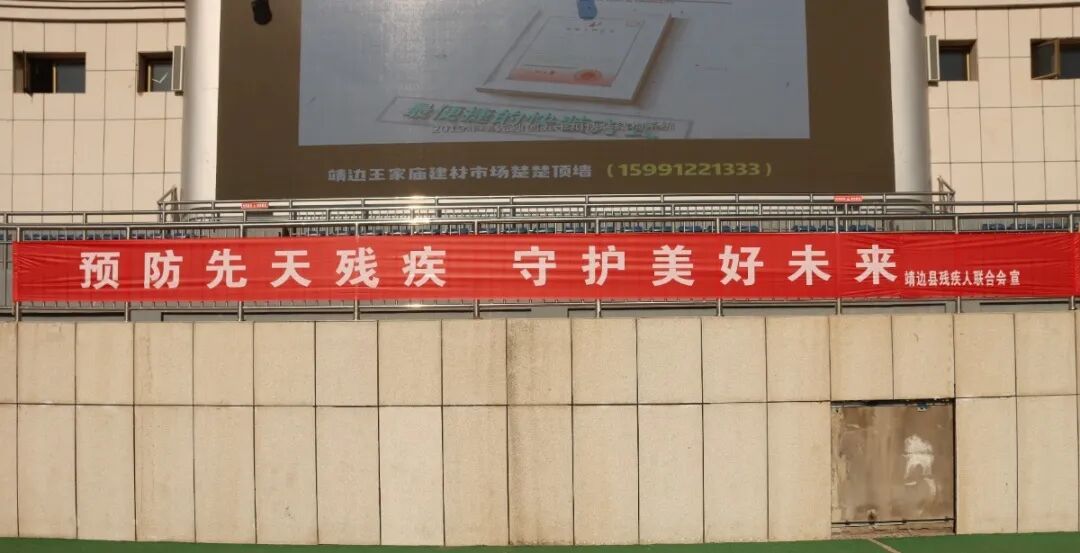 靖边王家庙建材市场楚楚顶墙（15991221333）
预防先天残疾 守护美好未来 靖边县残疾人联合会 宣